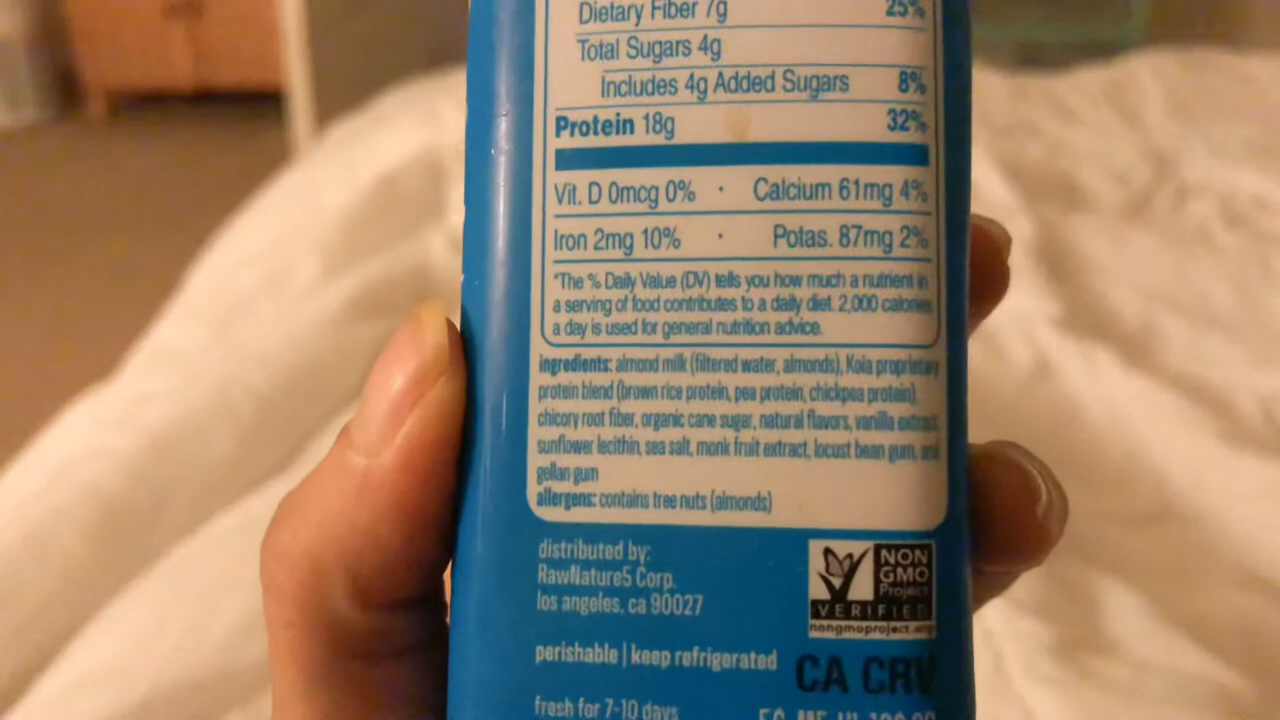 Dietary Fiber 7g 25%
Total Sugars 4g
Includes 4g Added Sugars 8%
Protein 18g 32%
Vit. D 0mcg 0% · Calcium 61mg 4%
Iron 2mg 10% · Potas. 87mg 2%
*The % Daily Value (DV) tells you how much a nutrient in
a serving of food contributes to a daily diet. 2,000 calories
a day is used for general nutrition advice.
ingredients: almond milk (filtered water, almonds), Koia proprietary
protein blend (brown rice protein, pea protein, chickpea protein),
chicory root fiber, organic cane sugar, natural flavors, vanilla extract,
sunflower lecithin, sea salt, monk fruit extract, locust bean gum, and
gellan gum
allergens: contains tree nuts (almonds)
distributed by:
RawNature5 Corp.
los angeles, ca 90027
NON
GMO
Project
VERIFIED
nongmoproject.org
perishable | keep refrigerated
CA CRV
fresh for 7-10 days